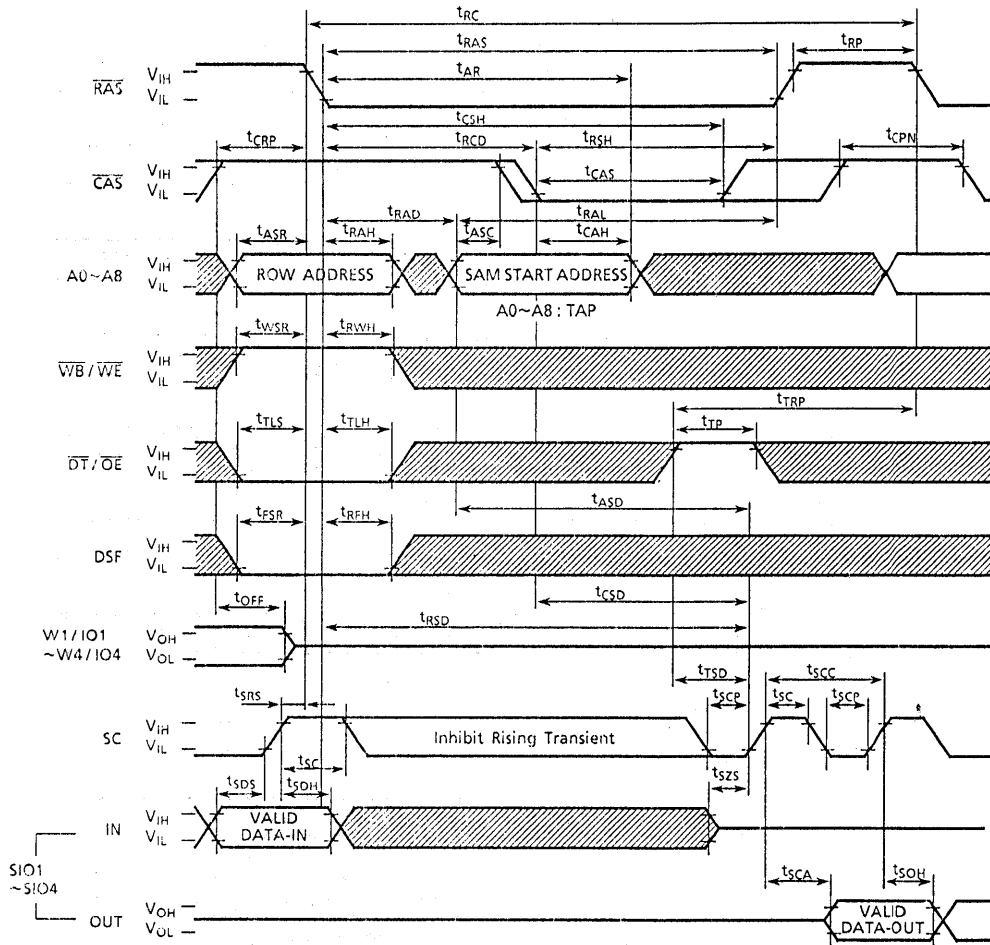 tRC
tRAS
tRP
tAR
RAS
VIH
VIL
tCSH
tCRP
tRCD
tRSH
tCPN
CAS
VIH
VIL
tCAS
tRAD
tRAL
tASR
tRAH
tASC
tCAH
A0~A8
VIH
VIL
ROW ADDRESS
SAM START ADDRESS
A0~A8 : TAP
tWSR
tRWH
WB / WE
VIH
VIL
tTRP
tTLS
tTLH
tTP
DT / OE
VIH
VIL
tASD
tFSR
tRFH
DSF
VIH
VIL
tOFF
tCSD
tRSD
W1/IO1
~W4/IO4
VOH
VOL
tTSD
tSCC
tSRS
tSCP
tSC
tSCP
SC
VIH
VIL
Inhibit Rising Transient
tSC
tSZS
tSDS
tSDH
IN
VIH
VIL
VALID
DATA-IN
SIO1
~SIO4
tSCA
tSOH
OUT
VOH
VOL
VALID
DATA-OUT